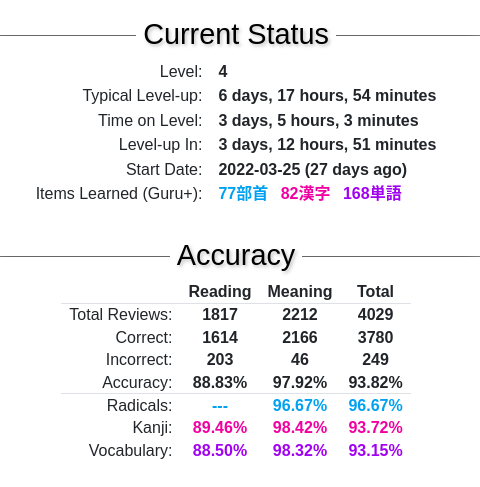 Current Status
Level: 4
Typical Level-up: 6 days, 17 hours, 54 minutes
Time on Level: 3 days, 5 hours, 3 minutes
Level-up In: 3 days, 12 hours, 51 minutes
Start Date: 2022-03-25 (27 days ago)
Items Learned (Guru+): 77部首 82漢字 168単語
Accuracy
Reading Meaning Total
Total Reviews: 1817 2212 4029
Correct: 1614 2166 3780
Incorrect: 203 46 249
Accuracy: 88.83% 97.92% 93.82%
Radicals: --- 96.67% 96.67%
Kanji: 89.46% 98.42% 93.72%
Vocabulary: 88.50% 98.32% 93.15%